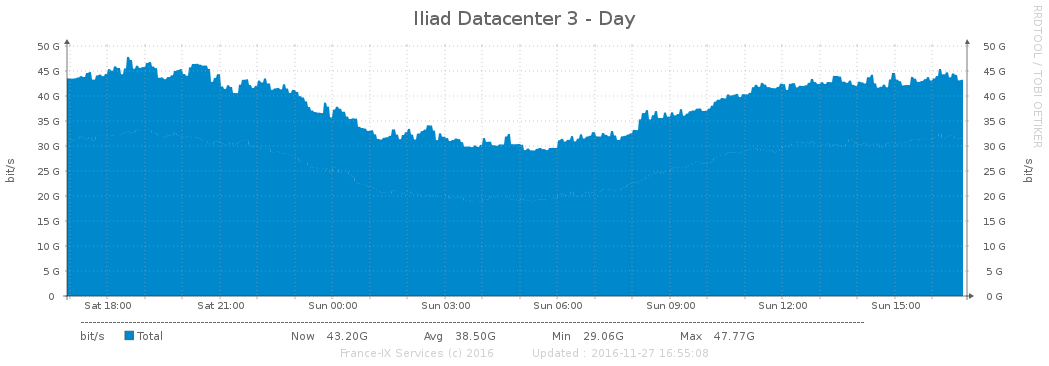 Iliad Datacenter 3 - Day
RRDTOOL / TOBI OETIKER
50 G 50 G
45 G 45 G
40 G 40 G
35 G 35 G
30 G 30 G
25 G 25 G
20 G 20 G
15 G 15 G
10 G 10 G
5 G 5 G
0 0 G
bit/s bit/s
Sat 18:00 Sat 21:00 Sun 00:00 Sun 03:00 Sun 06:00 Sun 09:00 Sun 12:00 Sun 15:00
bit/s Total Now 43.20G Avg 38.50G Min 29.06G Max 47.77G
France-IX Services (c) 2016 Updated : 2016-11-27 16:55:08